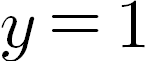 y = 1